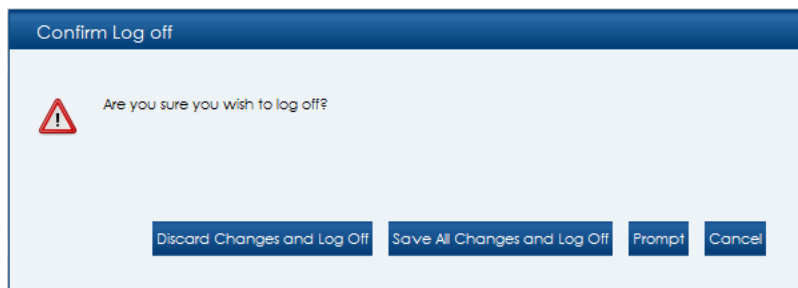 Confirm Log off
Are you sure you wish to log off?
Discard Changes and Log Off Save All Changes and Log Off Prompt Cancel